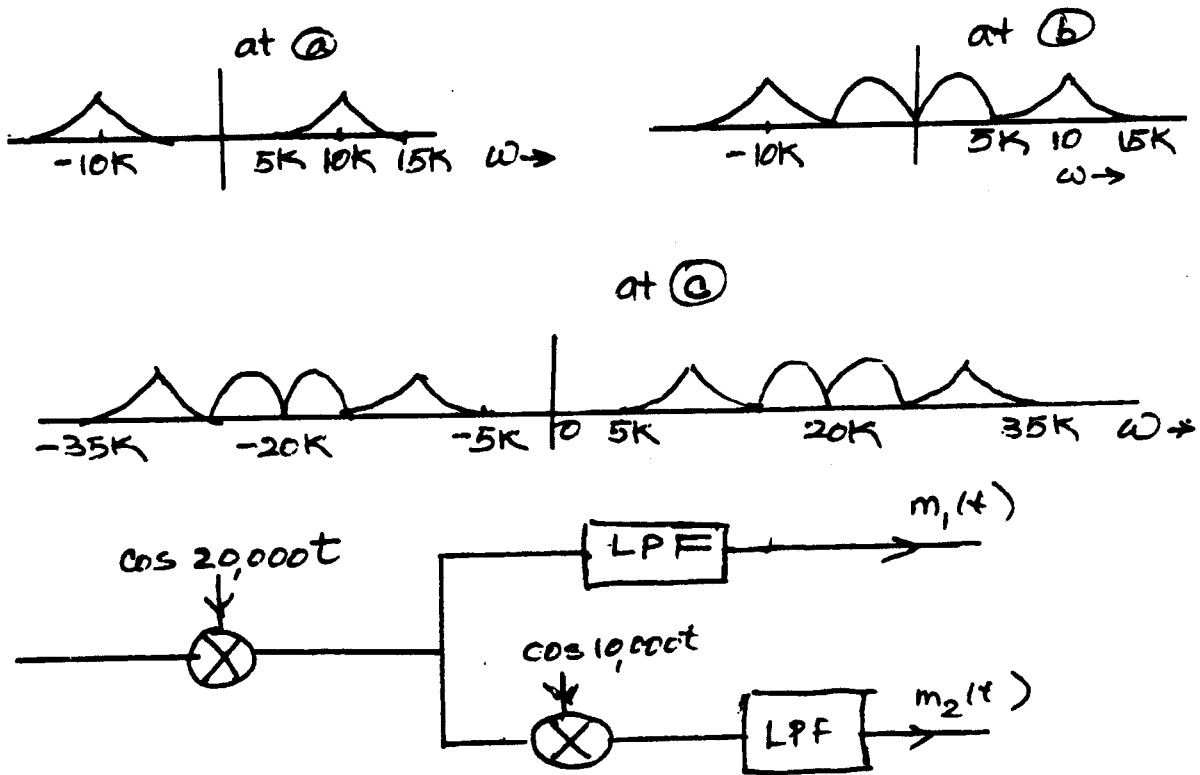 at ⓐ
-10K 5K 10K 15K ω→
at ⓑ
-10K 5K 10 15K
ω→
at ⓒ
-35K -20K -5K 0 5K 20K 35K ω→
cos 20,000t
LPF
m₁(t)
cos 10,000t
LPF
m₂(t)